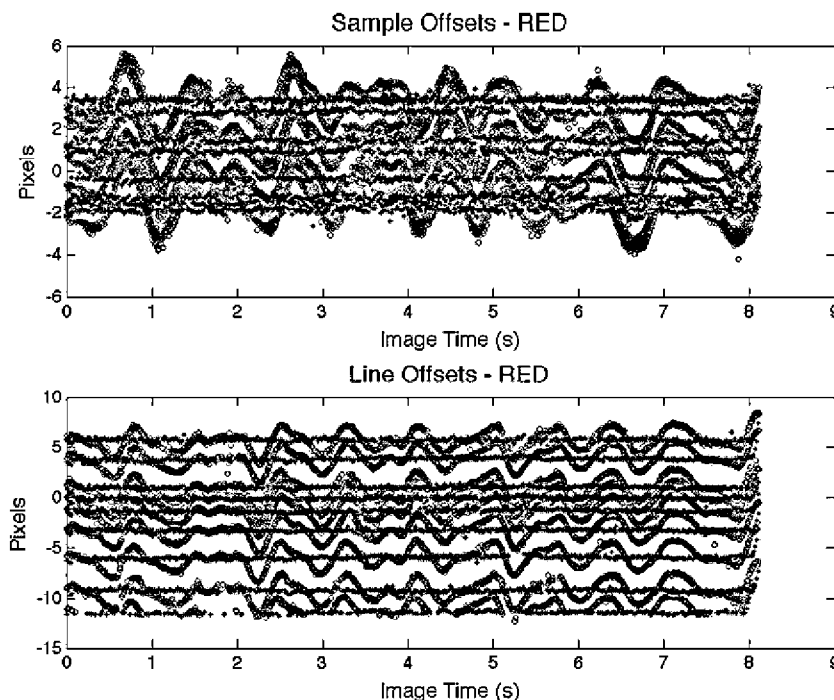 Sample Offsets - RED
6
4
2
0
-2
-4
-6
Pixels
0 1 2 3 4 5 6 7 8 9
Image Time (s)
Line Offsets - RED
10
5
0
-5
-10
-15
Pixels
0 1 2 3 4 5 6 7 8 9
Image Time (s)